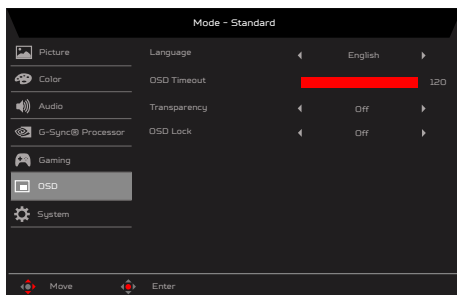 Mode - Standard
Picture
Language
English
Color
OSD Timeout
120
Audio
Transparency
Off
G-Sync® Processor
OSD Lock
Off
Gaming
OSD
System
Move
Enter